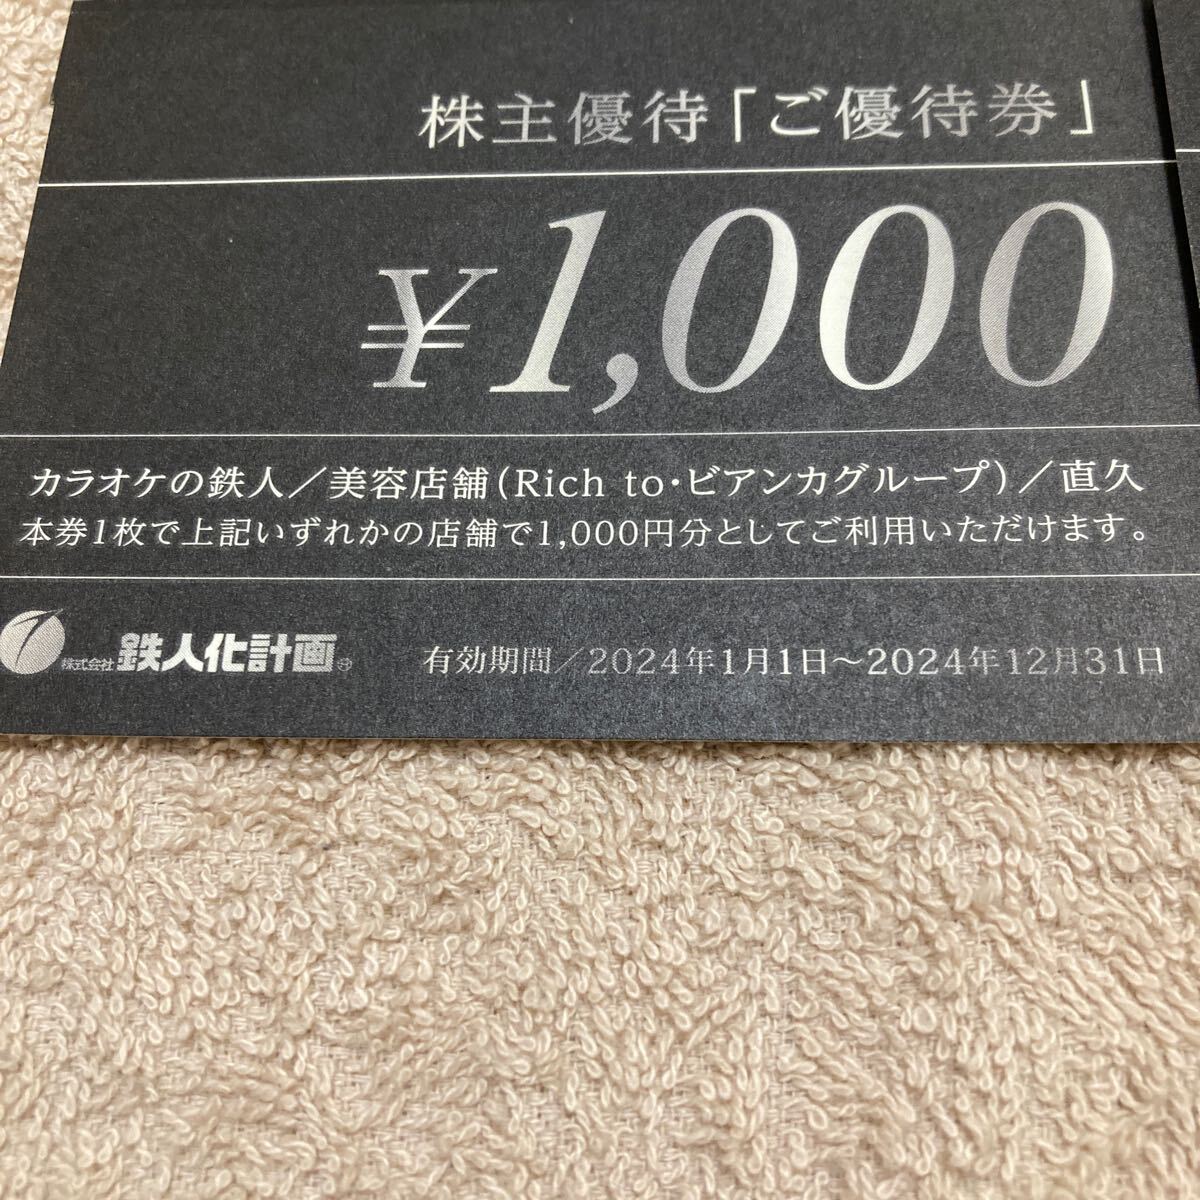 株主優待「ご優待券」
¥1,000
カラオケの鉄人／美容店舗(Rich to・ビアンカグループ)／直久
本券1枚で上記いずれかの店舗で1,000円分としてご利用いただけます。
株式会社 鉄人化計画
有効期間／2024年1月1日〜2024年12月31日